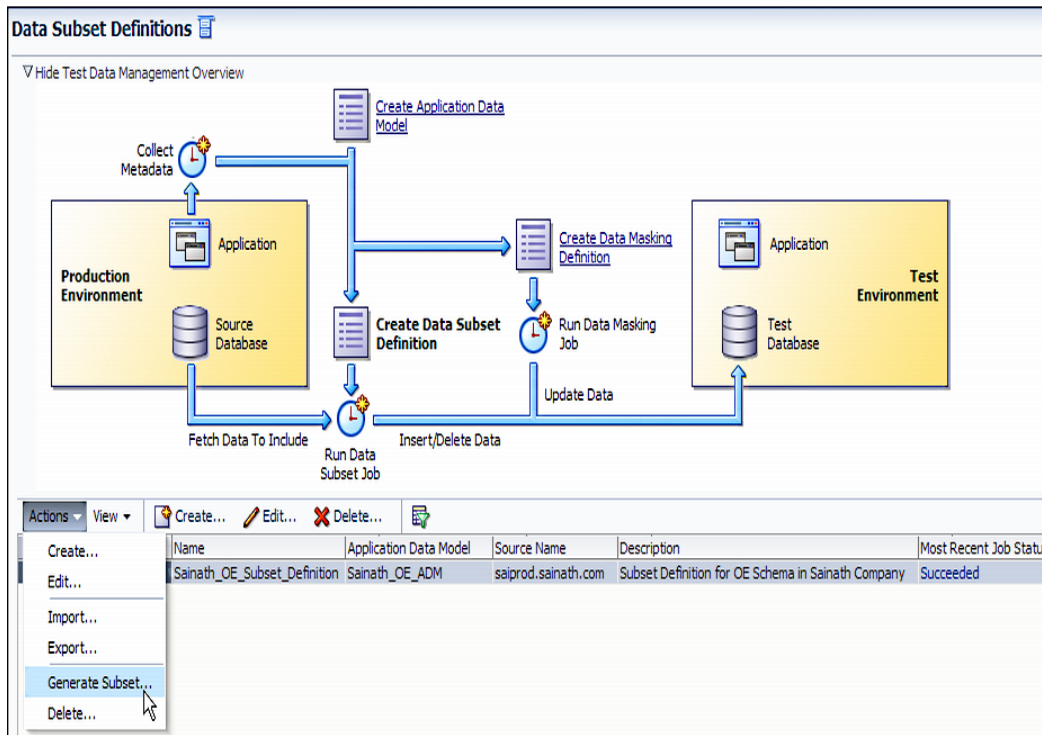 Data Subset Definitions
Hide Test Data Management Overview
Create Application Data
Model
Collect
Metadata
Application
Production
Environment
Source
Database
Create Data Subset
Definition
Create Data Masking
Definition
Run Data Masking
Job
Application
Test
Environment
Test
Database
Update Data
Fetch Data To Include
Insert/Delete Data
Run Data
Subset Job
Actions View Create... Edit... Delete...
Name Application Data Model Source Name Description Most Recent Job Statu
Sainath_OE_Subset_Definition Sainath_OE_ADM saiprod.sainath.com Subset Definition for OE Schema in Sainath Company Succeeded
Create...
Edit...
Import...
Export...
Generate Subset...
Delete...